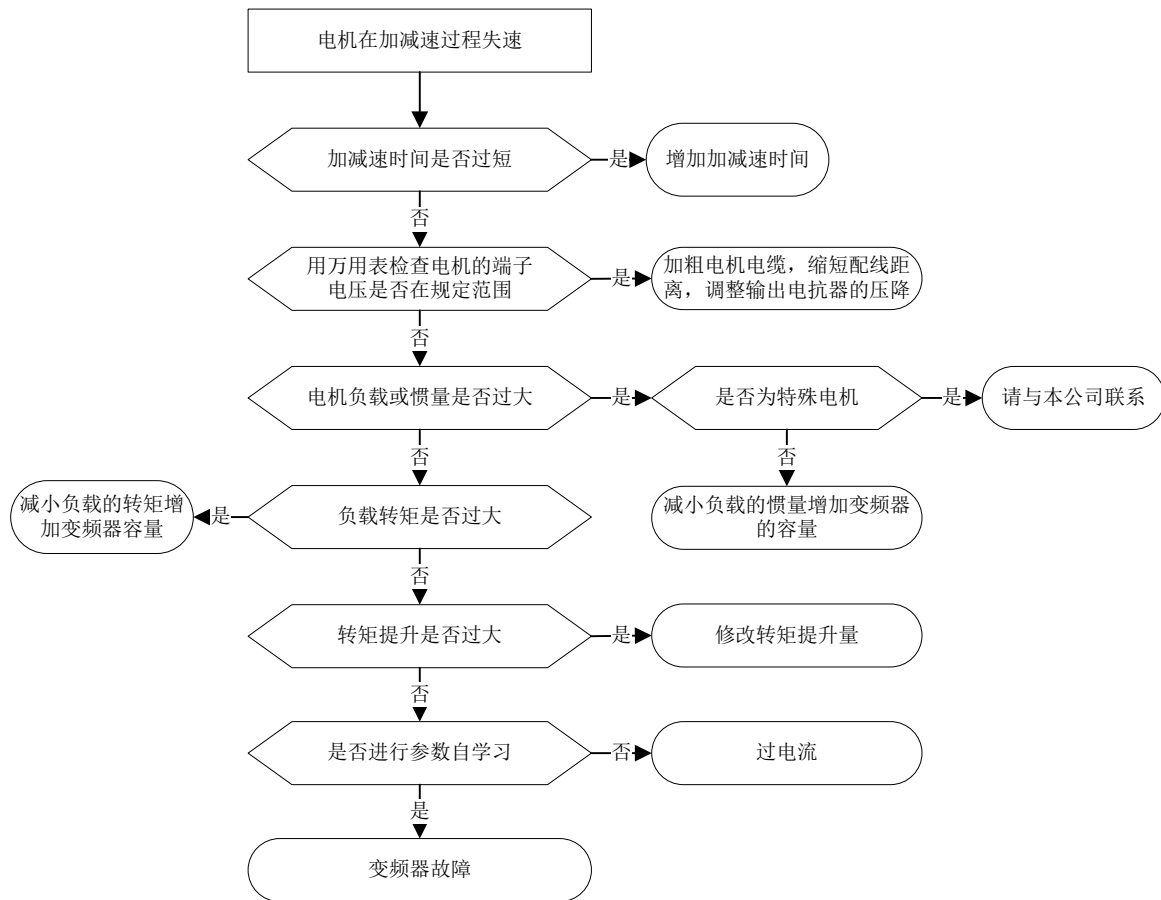 电机在加减速过程失速
加减速时间是否过短
是
增加加减速时间
否
用万用表检查电机的端子
电压是否在规定范围
是
加粗电机电缆，缩短配线距
离，调整输出电抗器的压降
否
电机负载或惯量是否过大
是
是否为特殊电机
是
请与本公司联系
否
否
减小负载的转矩增
加变频器容量
是
负载转矩是否过大
减小负载的惯量增加变频器
的容量
否
转矩提升是否过大
是
修改转矩提升量
否
是否进行参数自学习
否
过电流
是
变频器故障